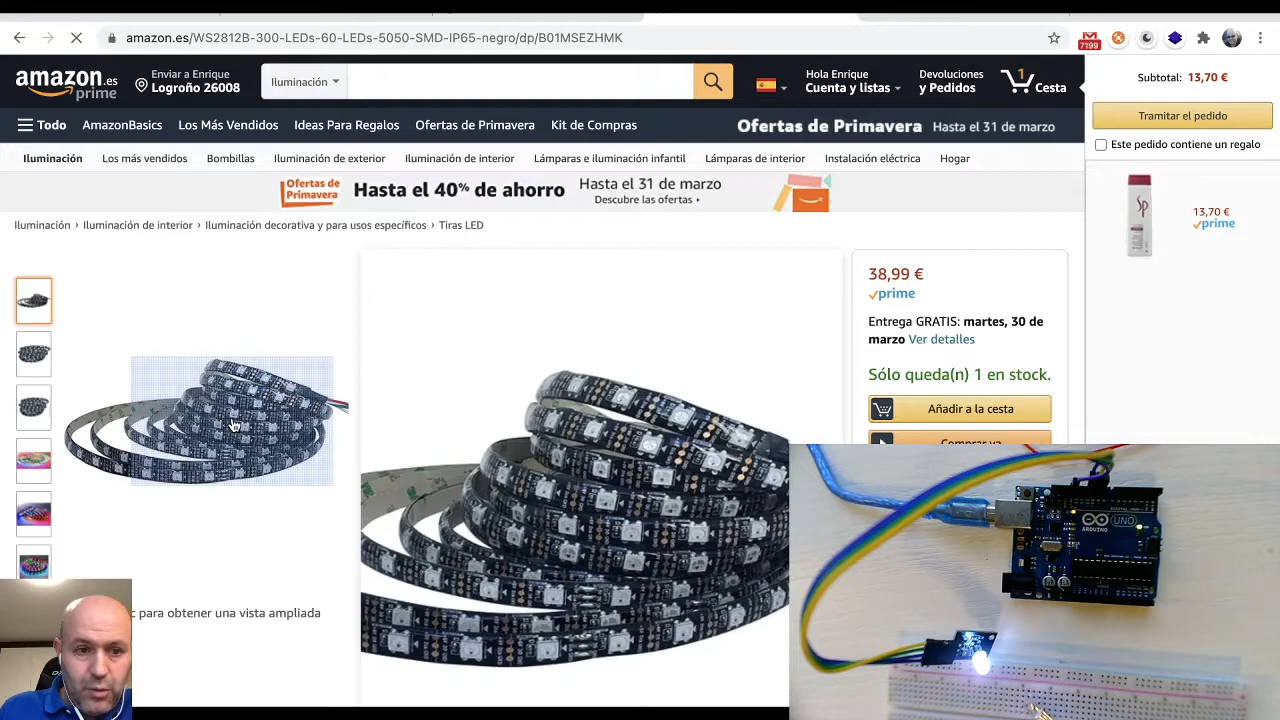 amazon.es/WS2812B-300-LEDs-60-LEDs-5050-SMD-IP65-negro/dp/B01MSEZHMK
7199
amazon.es
prime
Enviar a Enrique
Logroño 26008
Iluminación
Hola Enrique
Cuenta y listas
Devoluciones
y Pedidos
1
Cesta
Subtotal: 13,70 €
Tramitar el pedido
Este pedido contiene un regalo
Todo
AmazonBasics
Los Más Vendidos
Ideas Para Regalos
Ofertas de Primavera
Kit de Compras
Ofertas de Primavera Hasta el 31 de marzo
Iluminación
Los más vendidos
Bombillas
Iluminación de exterior
Iluminación de interior
Lámparas e iluminación infantil
Lámparas de interior
Instalación eléctrica
Hogar
Ofertas de
Primavera
Hasta el 40% de ahorro
Hasta el 31 de marzo
Descubre las ofertas
SP
13,70 €
prime
Iluminación › Iluminación de interior › Iluminación decorativa y para usos específicos › Tiras LED
38,99 €
prime
Entrega GRATIS: martes, 30 de
marzo Ver detalles
Sólo queda(n) 1 en stock.
Añadir a la cesta
Comprar ya
c para obtener una vista ampliada
UNO
ARDUINO